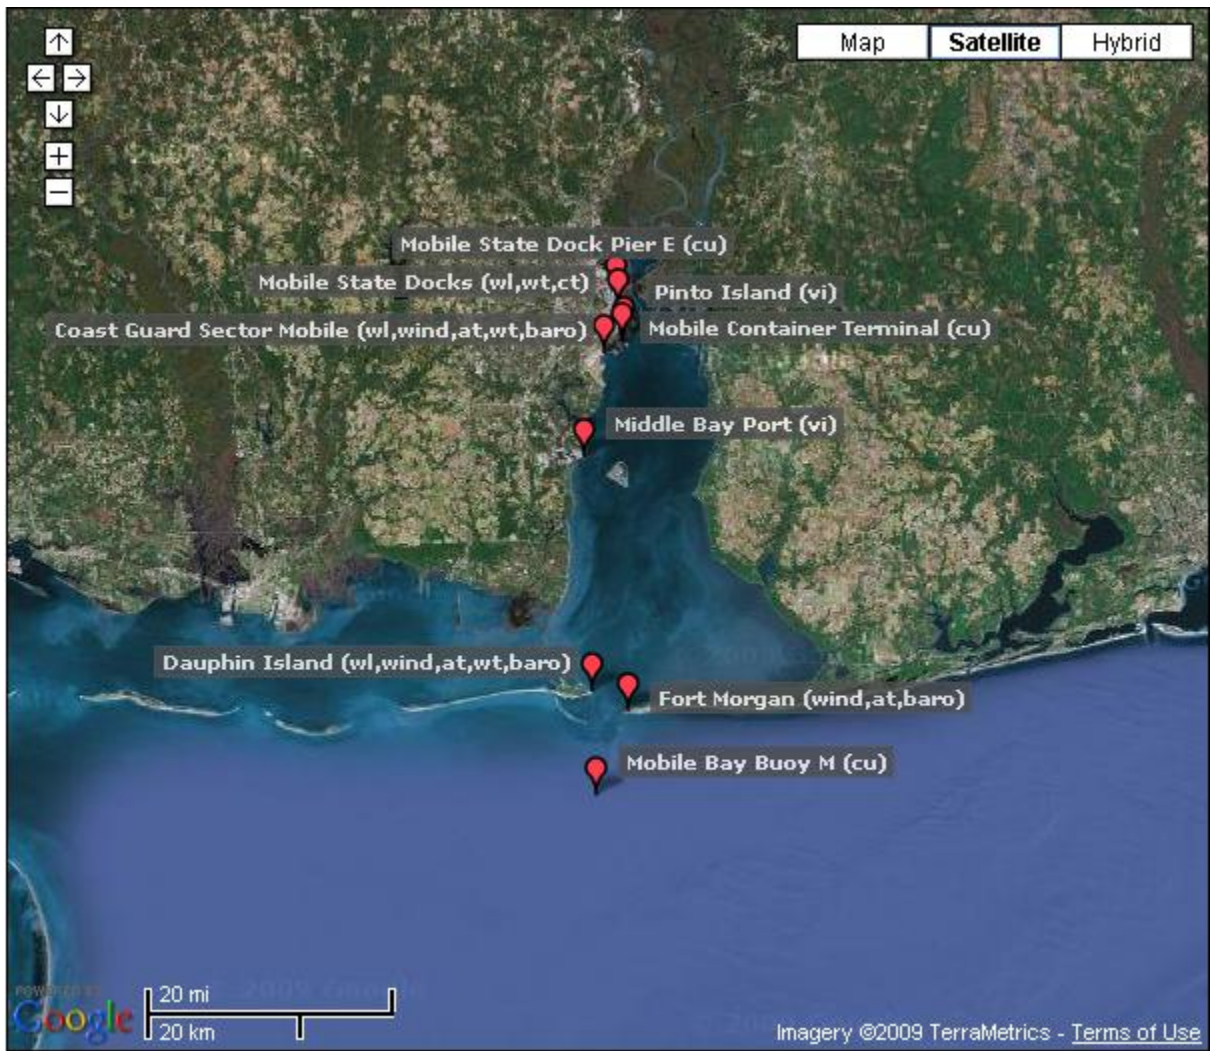 Map Satellite Hybrid
Mobile State Dock Pier E (cu)
Mobile State Docks (wl,wt,ct)
Pinto Island (vi)
Coast Guard Sector Mobile (wl,wind,at,wt,baro)
Mobile Container Terminal (cu)
Middle Bay Port (vi)
Dauphin Island (wl,wind,at,wt,baro)
Fort Morgan (wind,at,baro)
Mobile Bay Buoy M (cu)
POWERED BY
Google
20 mi
20 km
Imagery ©2009 TerraMetrics - Terms of Use